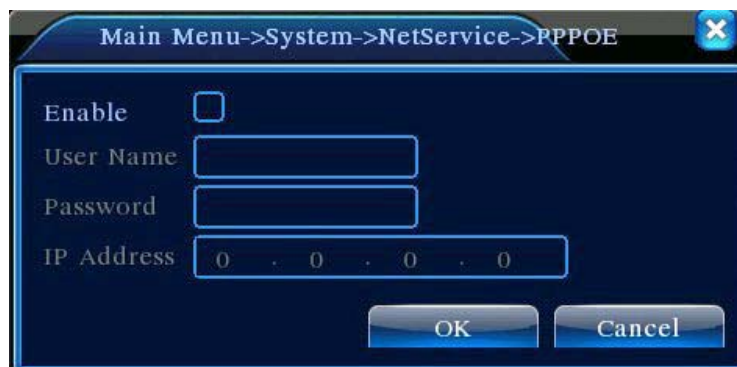 Main Menu->System->NetService->PPPOE
Enable
User Name
Password
IP Address 0 . 0 . 0 . 0
OK Cancel